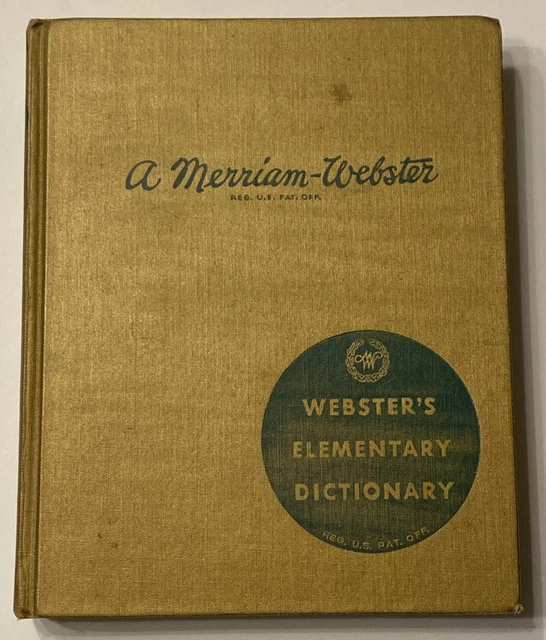 a Merriam-Webster
REG. U.S. PAT. OFF.
W
WEBSTER'S
ELEMENTARY
DICTIONARY
REG. U.S. PAT. OFF.